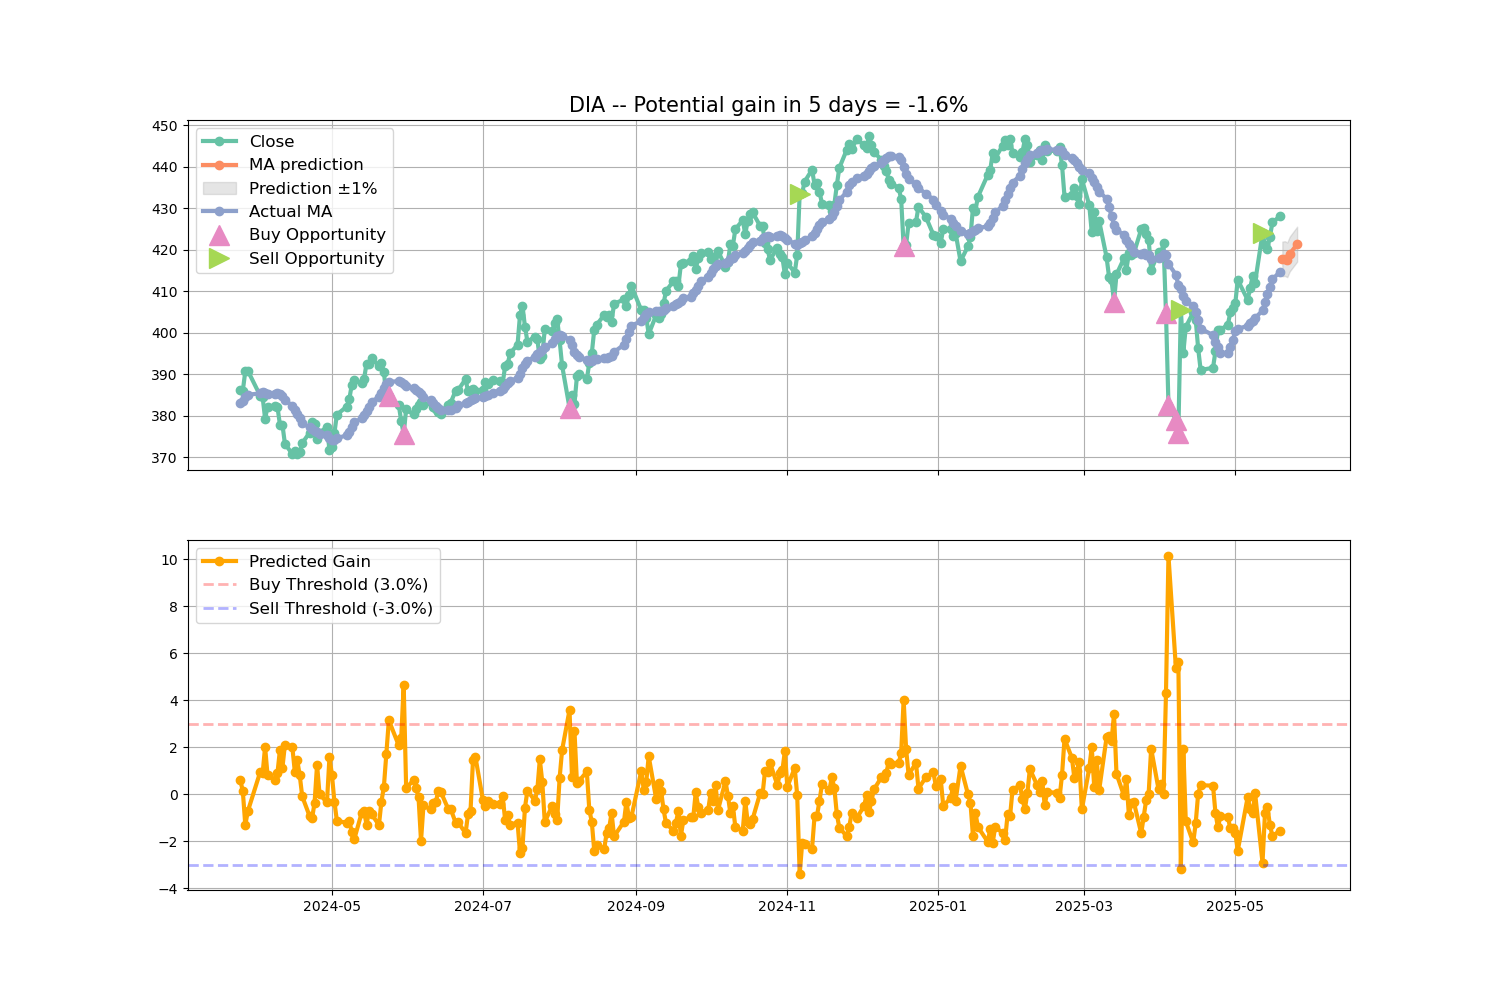 DIA -- Potential gain in 5 days = -1.6%
450
440
430
420
410
400
390
380
370
Close
MA prediction
Prediction ±1%
Actual MA
Buy Opportunity
Sell Opportunity
10
8
6
4
2
0
−2
−4
Predicted Gain
Buy Threshold (3.0%)
Sell Threshold (-3.0%)
2024-05 2024-07 2024-09 2024-11 2025-01 2025-03 2025-05